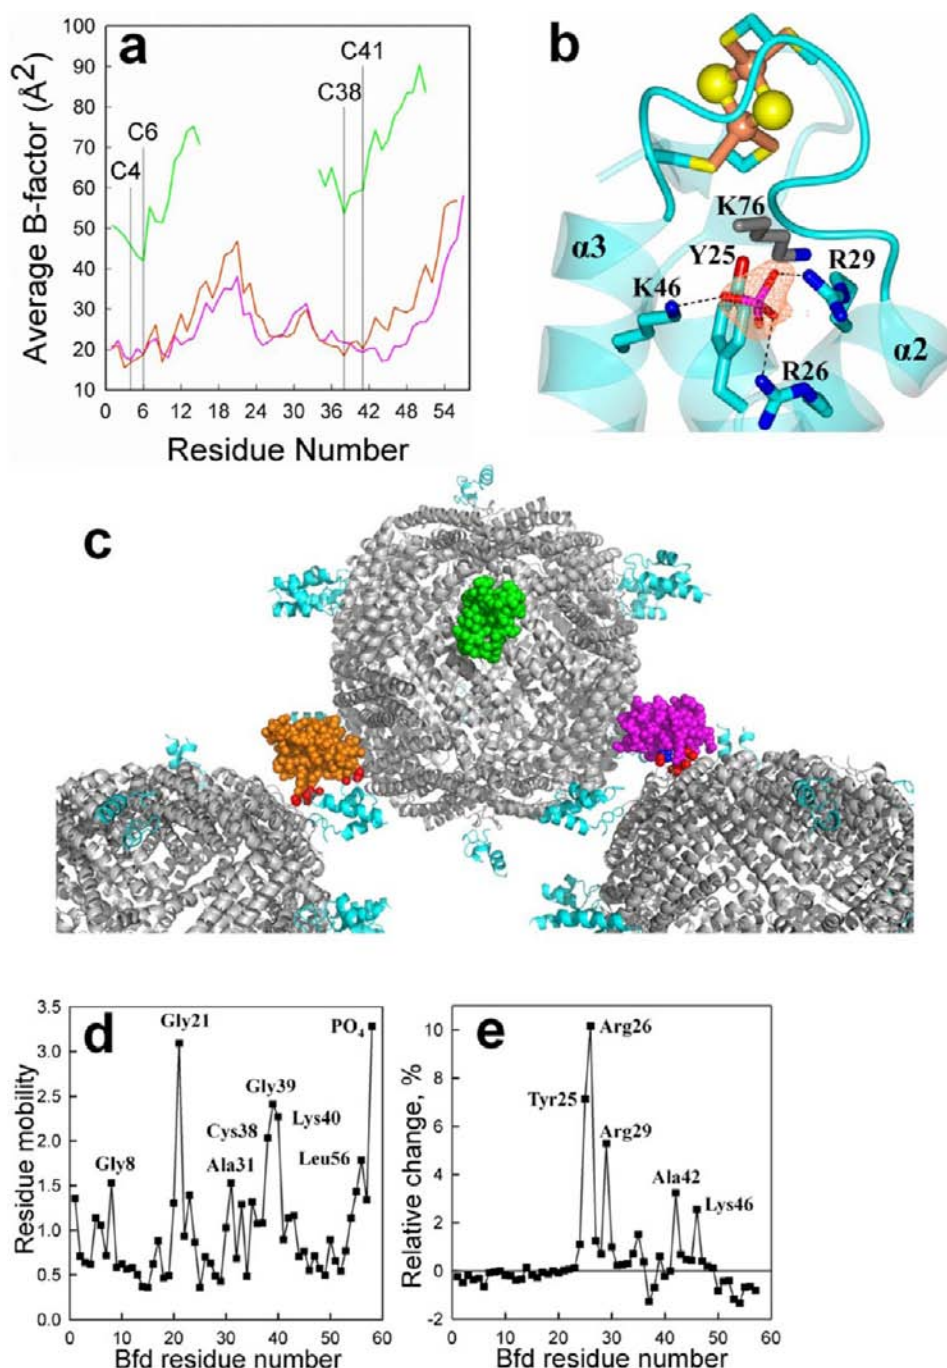 a
100
90
80
70
60
50
40
30
20
10
Average B-factor (Å²)
C4
C6
C38
C41
0 6 12 18 24 30 36 42 48 54
Residue Number
b
K76
α3
Y25
R29
K46
α2
R26
c
d
3.5
3.0
2.5
2.0
1.5
1.0
0.5
0.0
Residue mobility
Gly21
PO₄
Gly39
Lys40
Cys38
Leu56
Ala31
Gly8
0 10 20 30 40 50 60
Bfd residue number
e
10
8
6
4
2
0
-2
Relative change, %
Arg26
Tyr25
Arg29
Ala42
Lys46
0 10 20 30 40 50 60
Bfd residue number